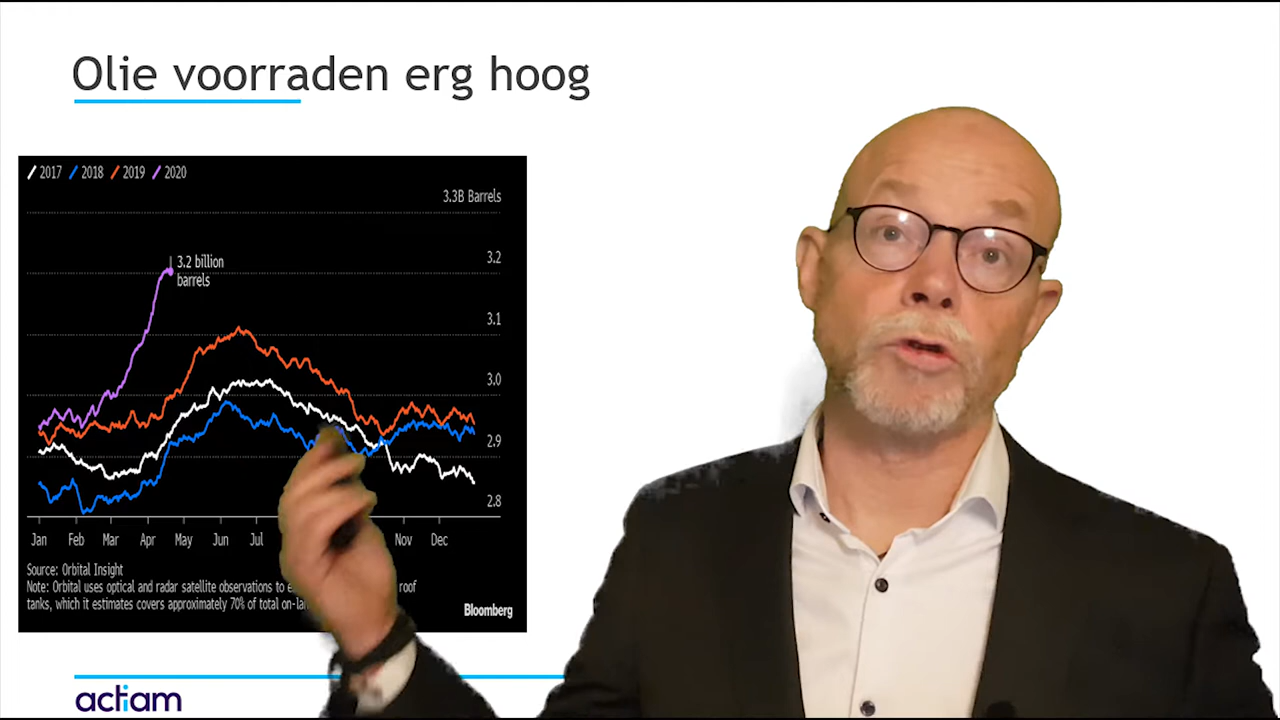 Olie voorraden erg hoog
2017 2018 2019 2020
3.3B Barrels
3.2 billion
barrels
3.2
3.1
3.0
2.9
2.8
Jan Feb Mar Apr May Jun Jul Nov Dec
Source: Orbital Insight
Note: Orbital uses optical and radar satellite observations to roof
tanks, which it estimates covers approximately 70% of total
Bloomberg
actiam